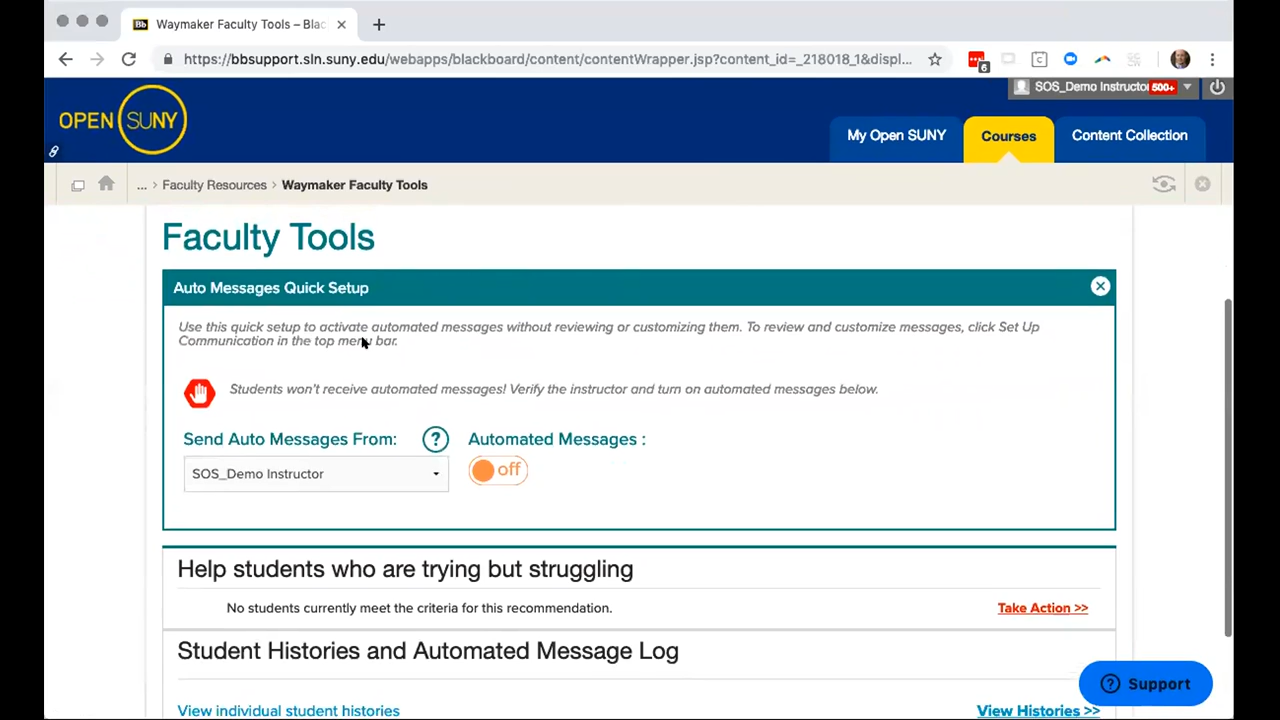 Bb Waymaker Faculty Tools – Blac
https://bbsupport.sln.suny.edu/webapps/blackboard/content/contentWrapper.jsp?content_id=_218018_1&displ...
6
SOS_Demo Instructor 500+
OPEN SUNY
My Open SUNY
Courses
Content Collection
... > Faculty Resources > Waymaker Faculty Tools
Faculty Tools
Auto Messages Quick Setup
Use this quick setup to activate automated messages without reviewing or customizing them. To review and customize messages, click Set Up
Communication in the top menu bar.
Students won't receive automated messages! Verify the instructor and turn on automated messages below.
Send Auto Messages From: ? Automated Messages :
SOS_Demo Instructor off
Help students who are trying but struggling
No students currently meet the criteria for this recommendation. Take Action >>
Student Histories and Automated Message Log
? Support
View individual student histories View Histories >>